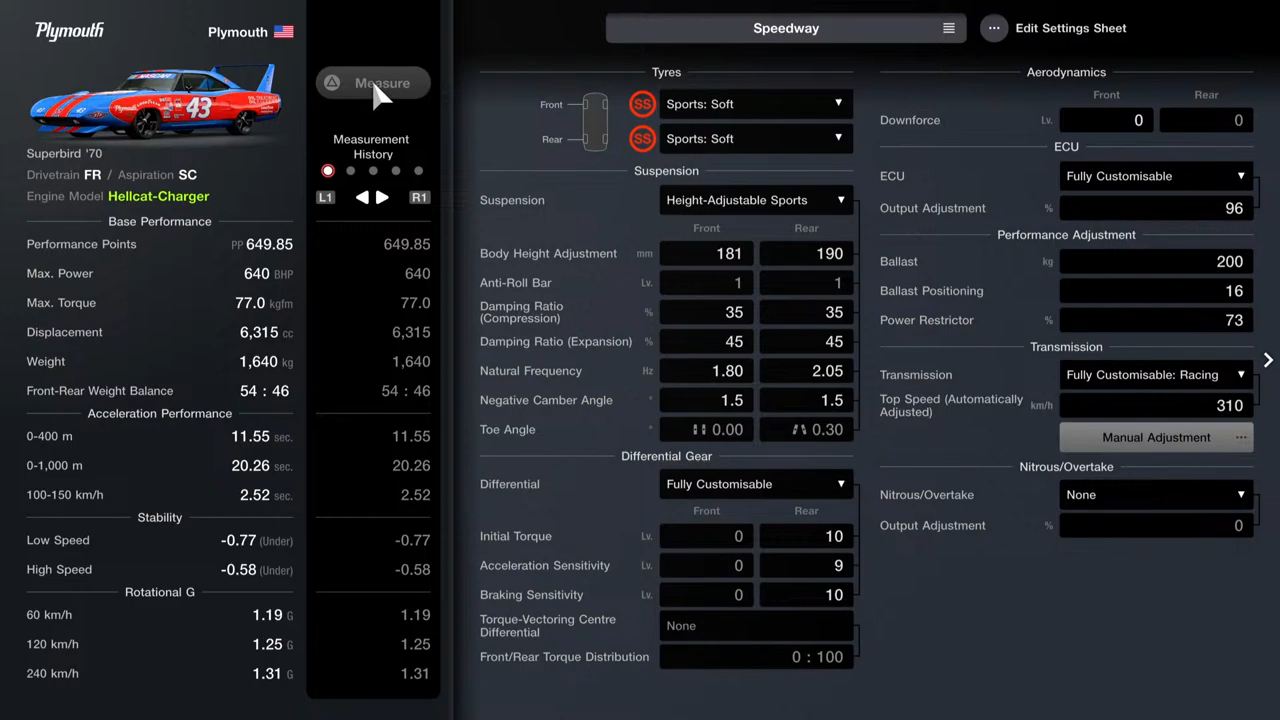 Plymouth
Plymouth
NASCAR
43
Superbird '70
Drivetrain FR / Aspiration SC
Engine Model Hellcat-Charger
Base Performance
Performance Points PP 649.85
Max. Power 640 BHP
Max. Torque 77.0 kgfm
Displacement 6,315 cc
Weight 1,640 kg
Front-Rear Weight Balance 54 : 46
Acceleration Performance
0-400 m 11.55 sec.
0-1,000 m 20.26 sec.
100-150 km/h 2.52 sec.
Stability
Low Speed -0.77 (Under)
High Speed -0.58 (Under)
Rotational G
60 km/h 1.19 G
120 km/h 1.25 G
240 km/h 1.31 G
Measure
Measurement
History
L1 R1
649.85
640
77.0
6,315
1,640
54 : 46
11.55
20.26
2.52
-0.77
-0.58
1.19
1.25
1.31
Speedway
Edit Settings Sheet
Tyres
Front SS Sports: Soft
Rear SS Sports: Soft
Suspension
Suspension Height-Adjustable Sports
Front Rear
Body Height Adjustment mm 181 190
Anti-Roll Bar Lv. 1 1
Damping Ratio
(Compression) % 35 35
Damping Ratio (Expansion) % 45 45
Natural Frequency Hz 1.80 2.05
Negative Camber Angle ° 1.5 1.5
Toe Angle ° 0.00 0.30
Differential Gear
Differential Fully Customisable
Front Rear
Initial Torque Lv. 0 10
Acceleration Sensitivity Lv. 0 9
Braking Sensitivity Lv. 0 10
Torque-Vectoring Centre
Differential None
Front/Rear Torque Distribution 0 : 100
Aerodynamics
Front Rear
Downforce Lv. 0 0
ECU
ECU Fully Customisable
Output Adjustment % 96
Performance Adjustment
Ballast kg 200
Ballast Positioning 16
Power Restrictor % 73
Transmission
Transmission Fully Customisable: Racing
Top Speed (Automatically
Adjusted) km/h 310
Manual Adjustment
Nitrous/Overtake
Nitrous/Overtake None
Output Adjustment % 0